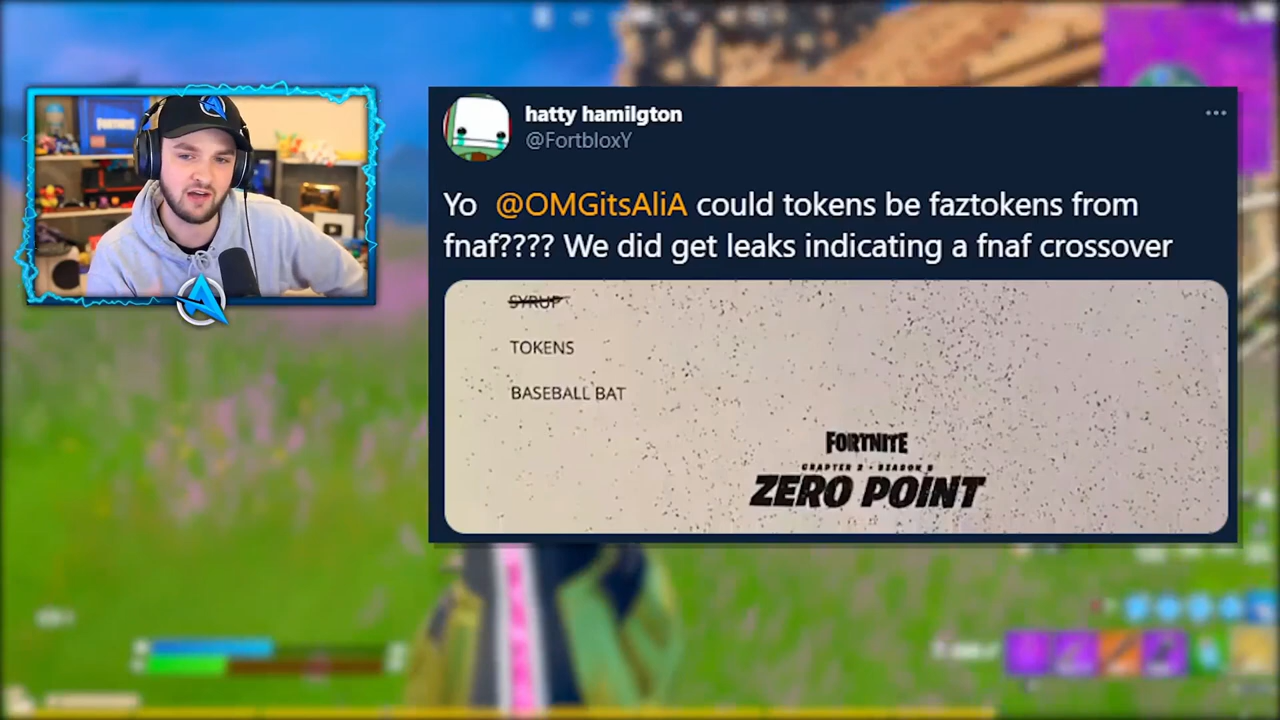 hatty hamilgton
@FortbloxY
Yo @OMGitsAliA could tokens be faztokens from
fnaf???? We did get leaks indicating a fnaf crossover
SYRUP
TOKENS
BASEBALL BAT
FORTNITE
CHAPTER 2 • SEASON 5
ZERO POINT